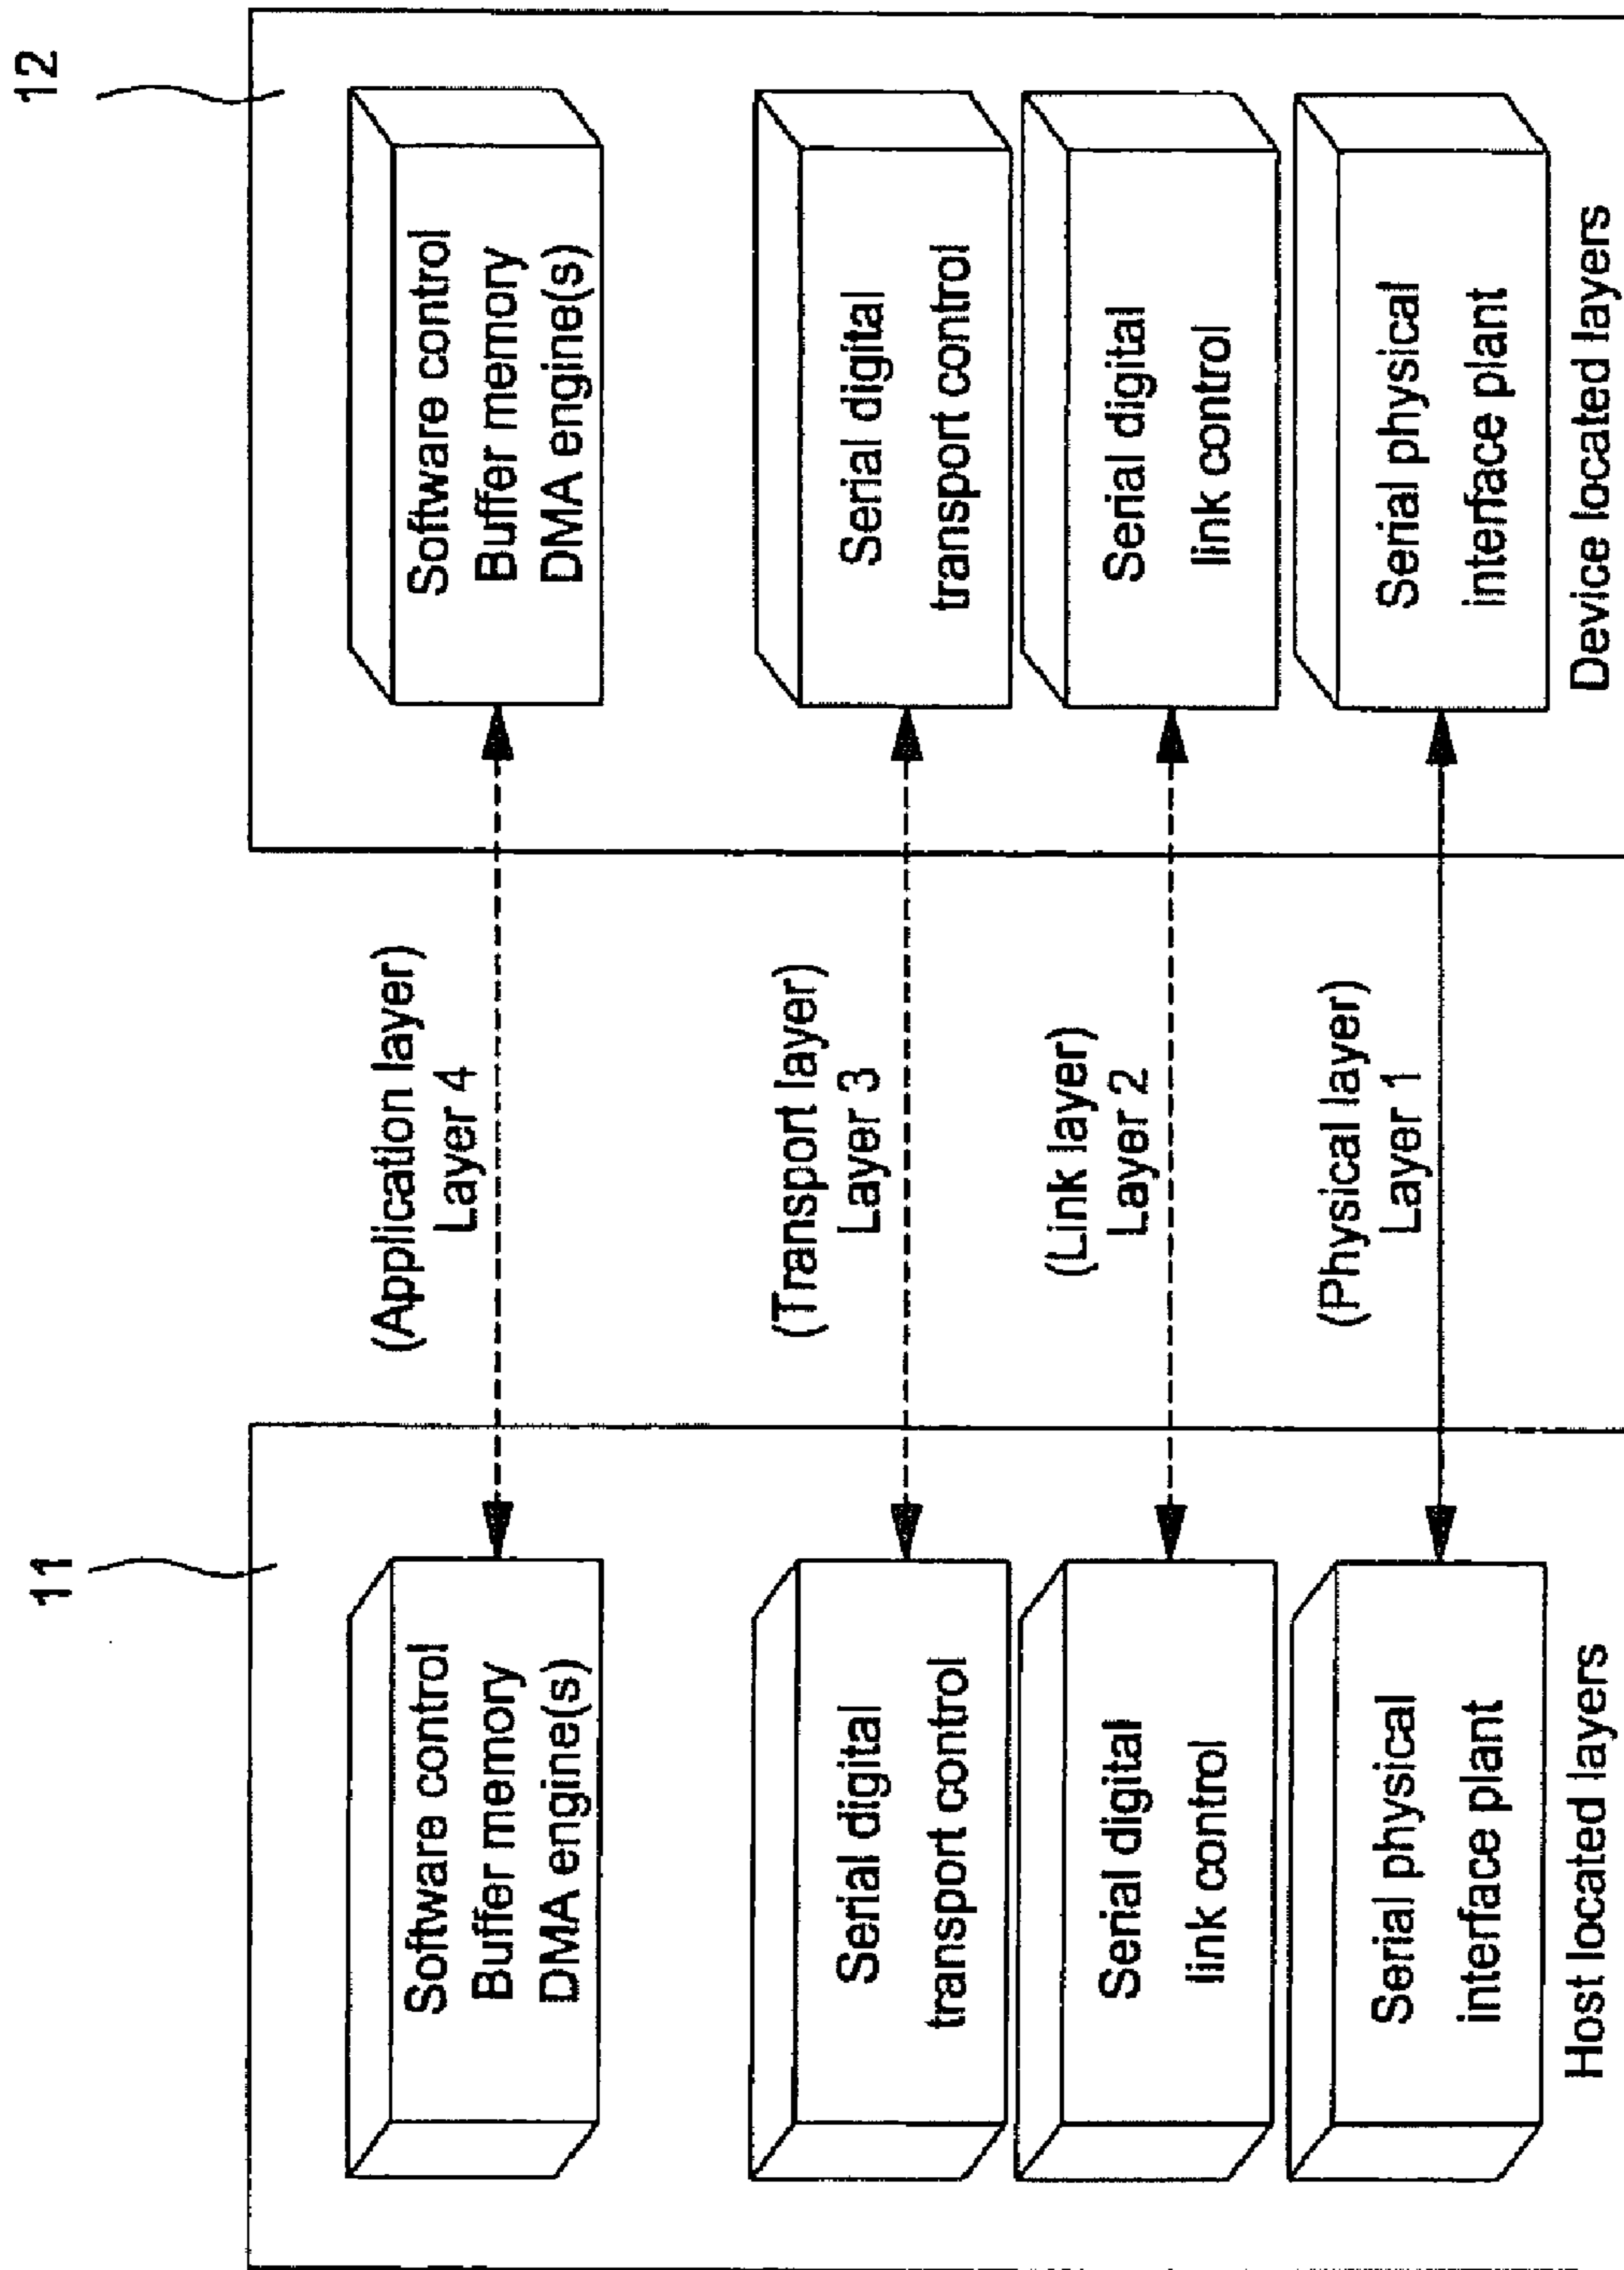 11
12
Software control
Buffer memory
DMA engine(s)
(Application layer)
Layer 4
Software control
Buffer memory
DMA engine(s)
Serial digital
transport control
(Transport layer)
Layer 3
Serial digital
transport control
Serial digital
link control
(Link layer)
Layer 2
Serial digital
link control
Serial physical
interface plant
(Physical layer)
Layer 1
Serial physical
interface plant
Host located layers
Device located layers